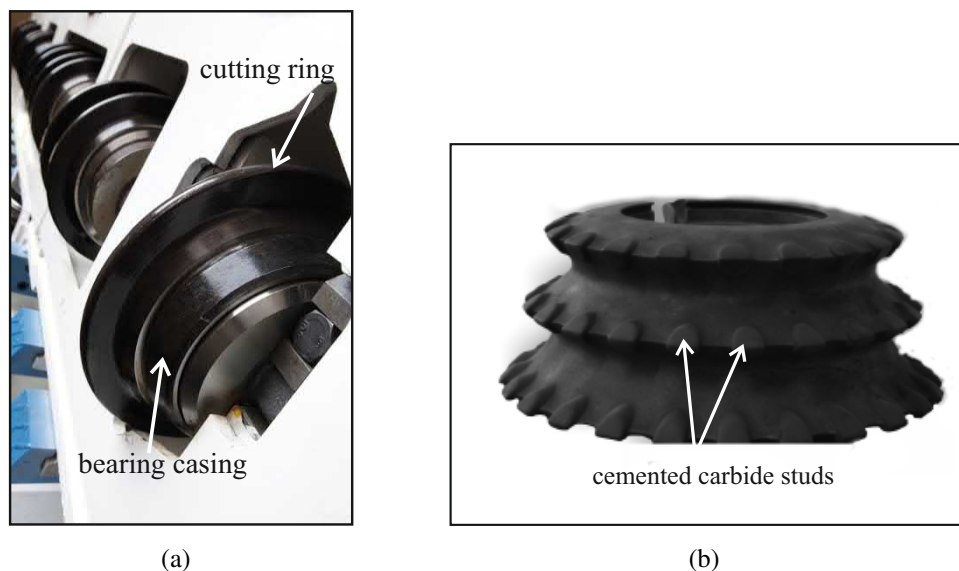 cutting ring
bearing casing
cemented carbide studs
(a)
(b)